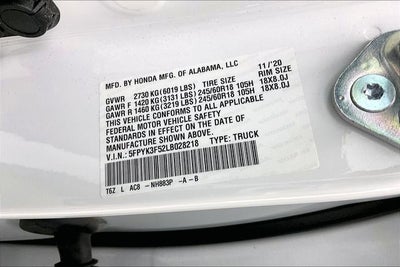 MFD. BY HONDA MFG. OF ALABAMA, LLC 11/'20
GVWR 2730 KG(6019 LBS) TIRE SIZE RIM SIZE
GAWR F 1420 KG(3131 LBS)245/60R18 105H 18X8.0J
GAWR R 1460 KG(3219 LBS)245/60R18 105H 18X8.0J
THIS VEHICLE CONFORMS TO ALL APPLICABLE
FEDERAL MOTOR VEHICLE SAFETY
STANDARDS IN EFFECT ON THE DATE OF
MANUFACTURE SHOWN ABOVE.
V.I.N.: 5FPYK3F52LB028218 TYPE: TRUCK
T6Z L AC8 -NH883P -A -B